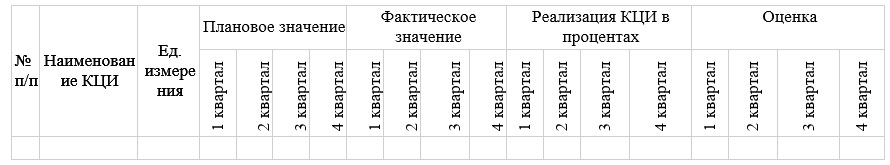 №
п/п
Наименован
ие КЦИ
Ед.
измере
ния
Плановое значение
Фактическое
значение
Реализация КЦИ в
процентах
Оценка
1 квартал
2 квартал
3 квартал
4 квартал
1 квартал
2 квартал
3 квартал
4 квартал
1 квартал
2 квартал
3 квартал
4 квартал
1 квартал
2 квартал
3 квартал
4 квартал